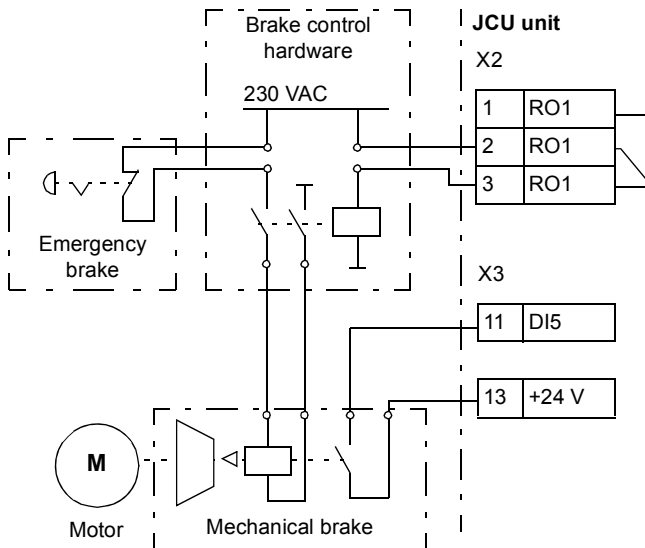 Brake control
hardware
JCU unit
X2
230 VAC
1 RO1
2 RO1
3 RO1
Emergency
brake
X3
11 DI5
13 +24 V
M
Motor
Mechanical brake